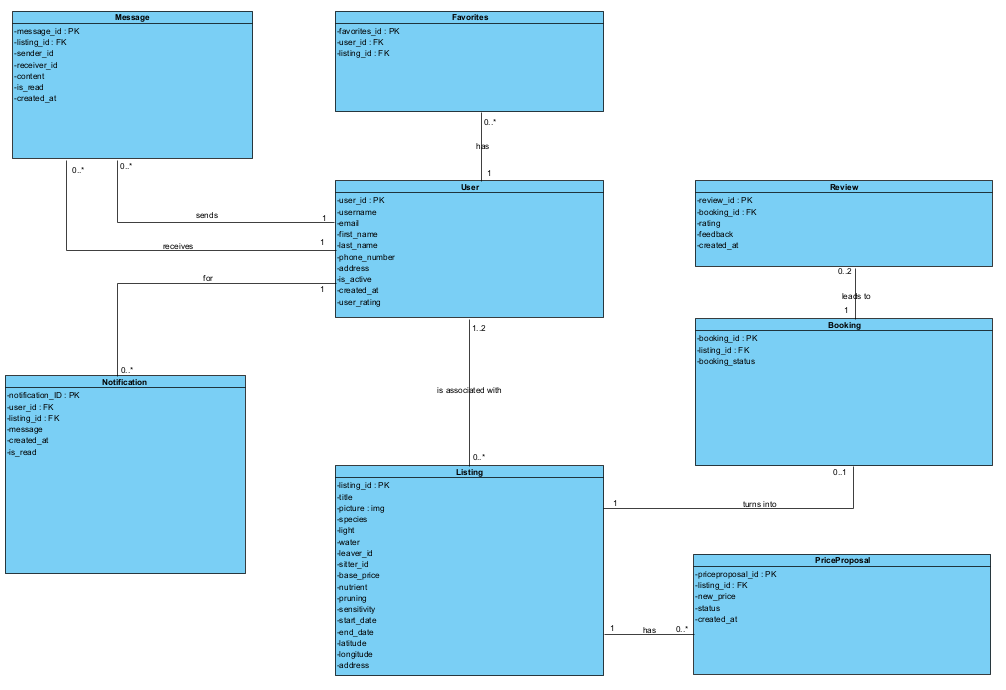 Message
-message_id : PK
-listing_id : FK
-sender_id
-receiver_id
-content
-is_read
-created_at
Favorites
-favorites_id : PK
-user_id : FK
-listing_id : FK
0..*
0..*
0..*
has
1
sends
1
receives
1
for
1
0..*
User
-user_id : PK
-username
-email
-first_name
-last_name
-phone_number
-address
-is_active
-created_at
-user_rating
Review
-review_id : PK
-booking_id : FK
-rating
-feedback
-created_at
0..2
leads to
1
Booking
-booking_id : PK
-listing_id : FK
-booking_status
1..2
is associated with
0..*
Notification
-notification_ID : PK
-user_id : FK
-listing_id : FK
-message
-created_at
-is_read
Listing
-listing_id : PK
-title
-picture : img
-species
-light
-water
-leaver_id
-sitter_id
-base_price
-nutrient
-pruning
-sensitivity
-start_date
-end_date
-latitude
-longitude
-address
0..1
1
turns into
PriceProposal
-priceproposal_id : PK
-listing_id : FK
-new_price
-status
-created_at
1
has
0..*